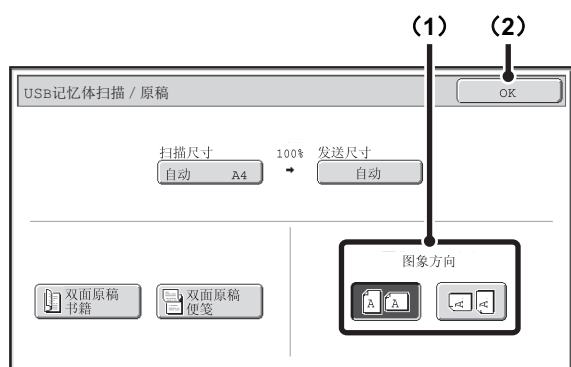 (1) (2)
USB记忆体扫描 / 原稿 OK
扫描尺寸 100% 发送尺寸
自动 A4 自动
图象方向
双面原稿 双面原稿
书籍 便笺
A A A A